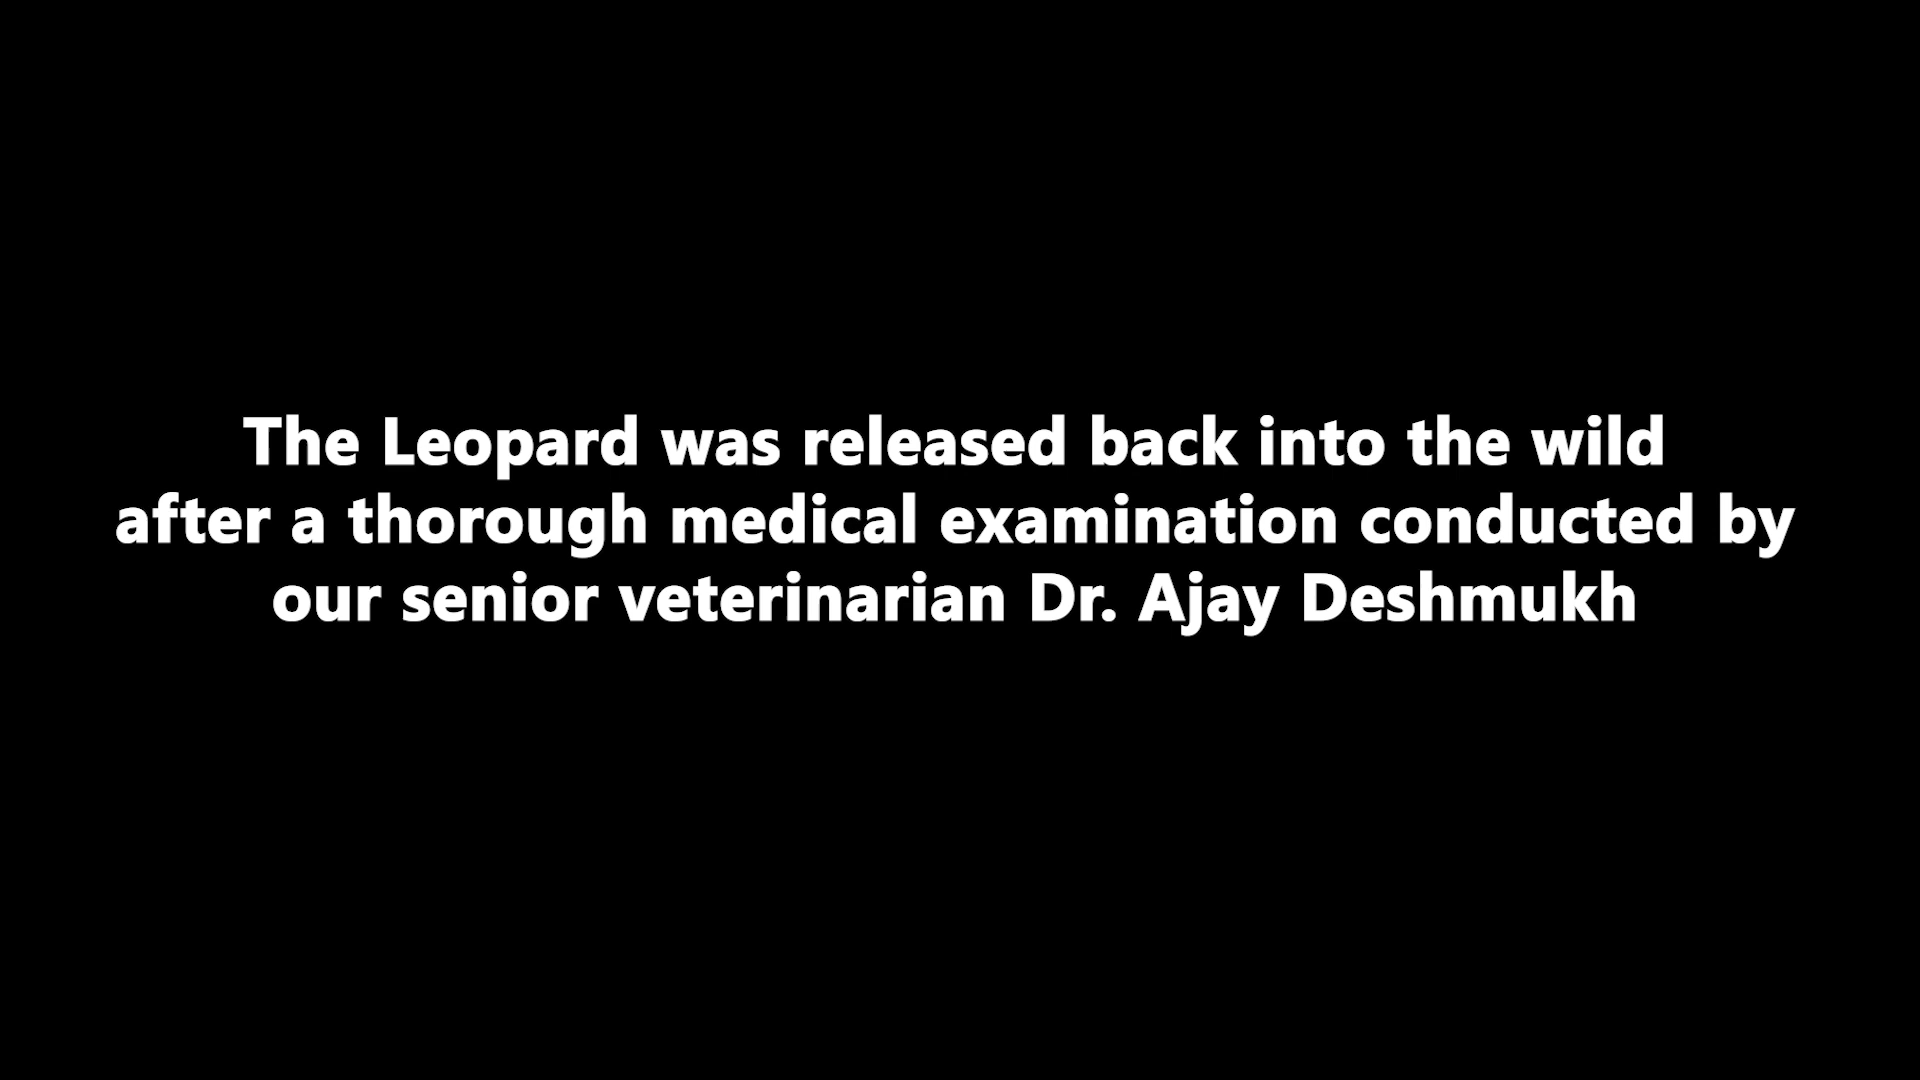 The Leopard was released back into the wild
after a thorough medical examination conducted by
our senior veterinarian Dr. Ajay Deshmukh